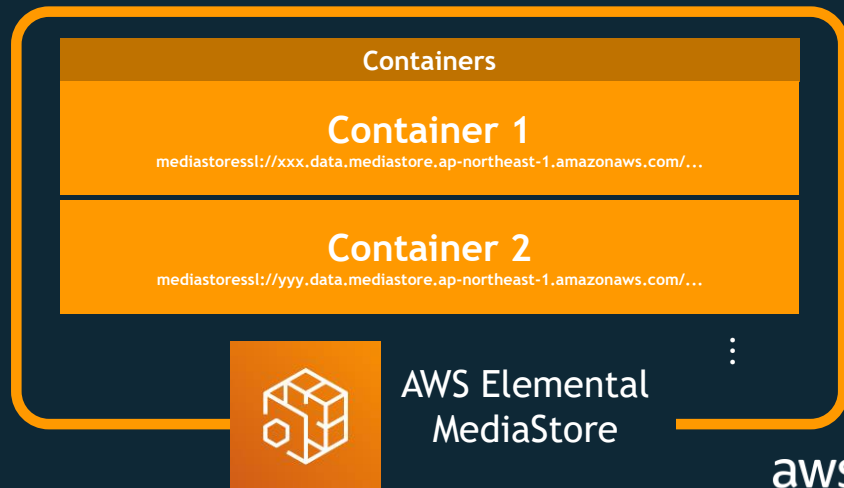 Containers
Container 1
mediastoressl://xxx.data.mediastore.ap-northeast-1.amazonaws.com/...
Container 2
mediastoressl://yyy.data.mediastore.ap-northeast-1.amazonaws.com/...
⋮
AWS Elemental
MediaStore
aws